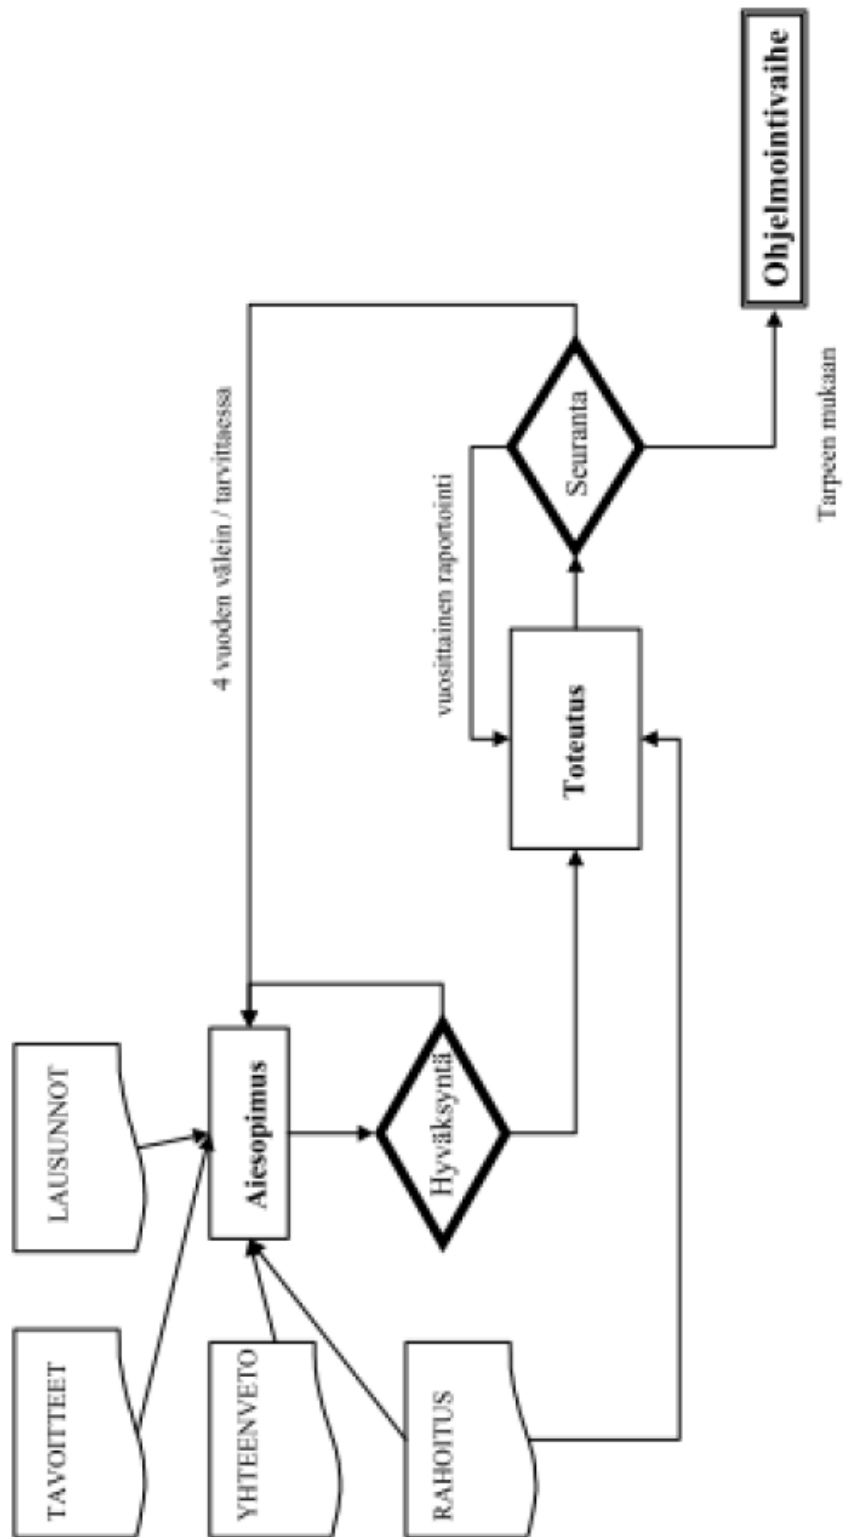 TAVOITTEET
LAUSUNNOT
YHTEENVETO
Aiesopimus
4 vuoden välein / tarvittaessa
RAHOITUS
Hyväksyntä
vuosittainen raportointi
Toteutus
Seuranta
Ohjelmointivaihe
Tarpeen mukaan